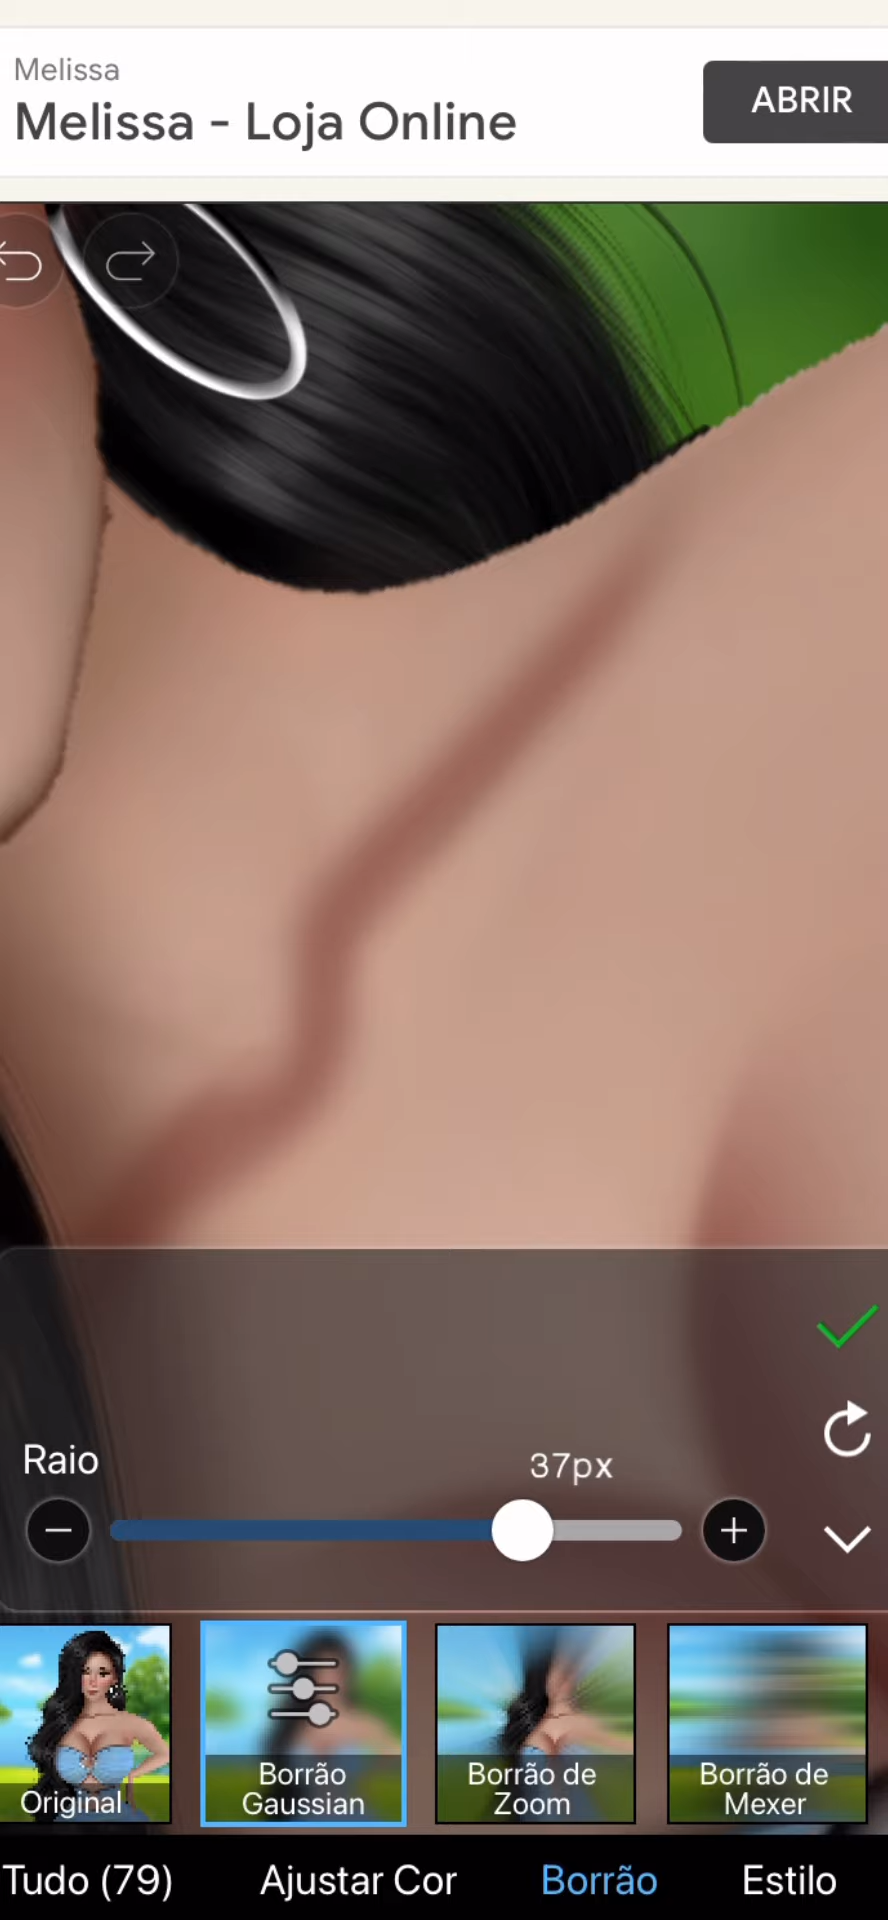 Melissa
Melissa - Loja Online
ABRIR
Raio
37px
Original
Borrão
Gaussian
Borrão de
Zoom
Borrão de
Mexer
Tudo (79)
Ajustar Cor
Borrão
Estilo